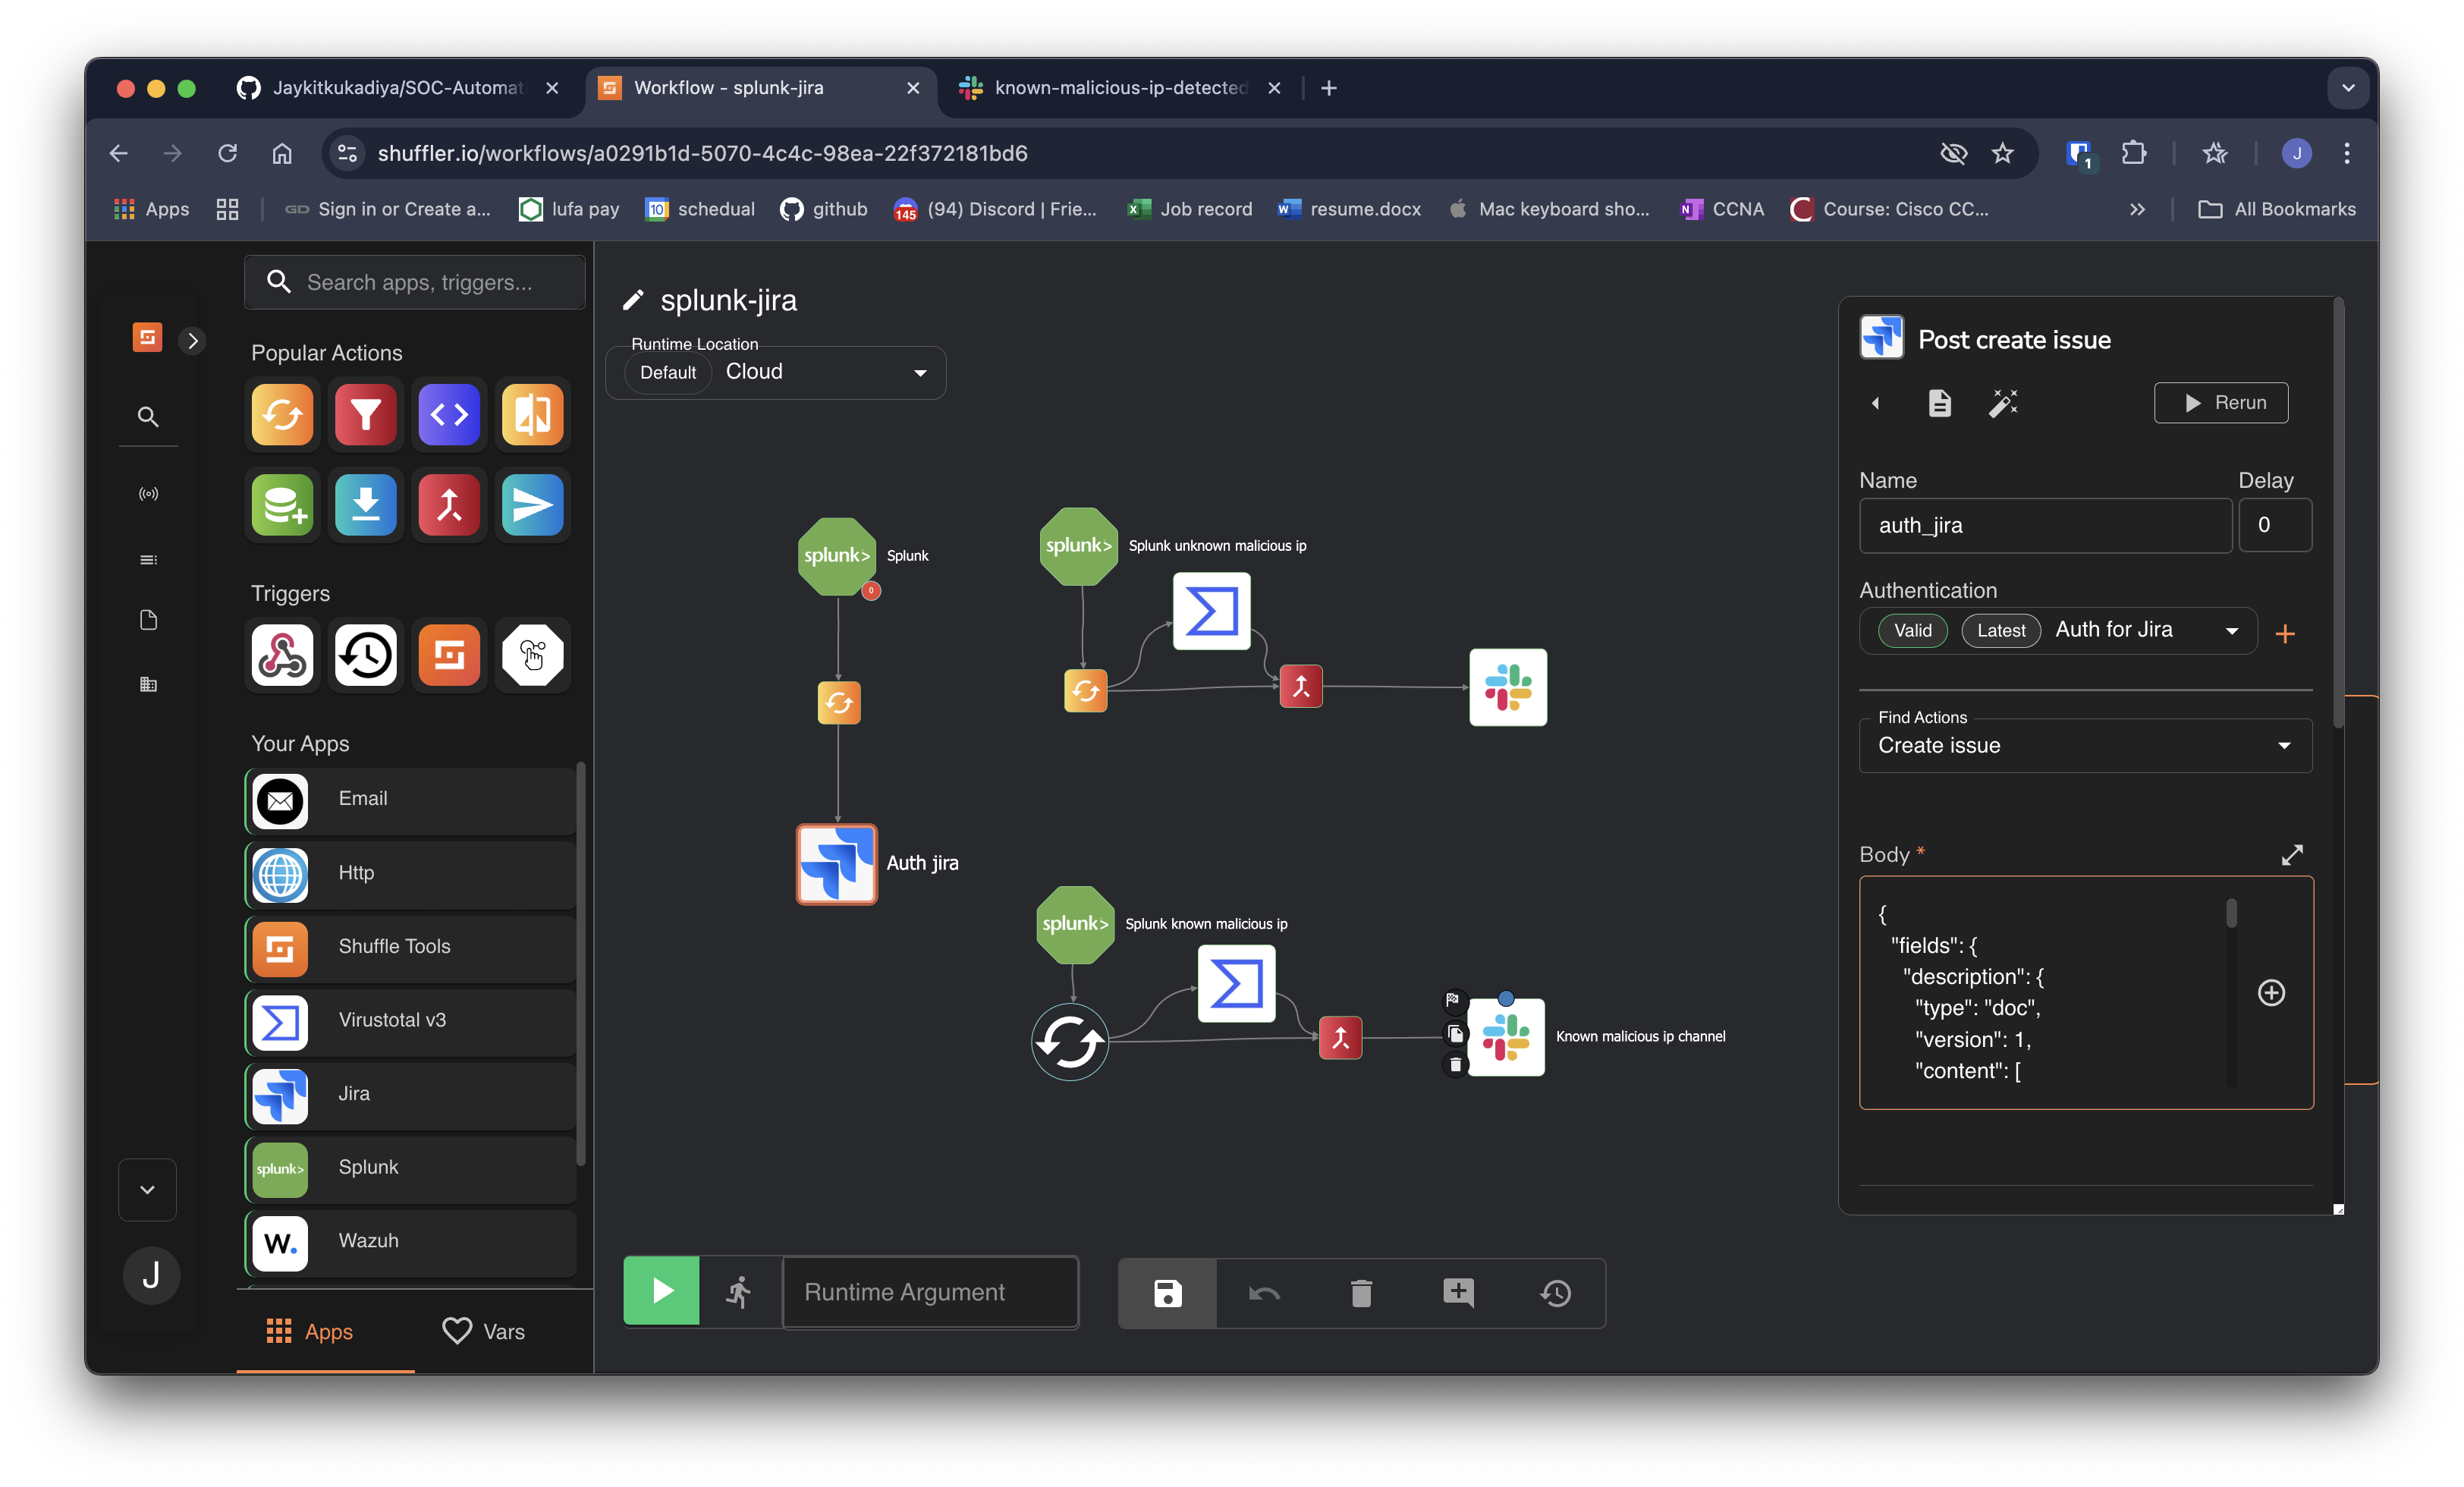 Jaykitkukadiya/SOC-Automat
Workflow - splunk-jira
known-malicious-ip-detected
shuffler.io/workflows/a0291b1d-5070-4c4c-98ea-22f372181bd6
1
J
Apps
GD Sign in or Create a...
lufa pay
10 schedual
github
145 (94) Discord | Frie...
Job record
resume.docx
Mac keyboard sho...
N CCNA
Course: Cisco CC...
All Bookmarks
Search apps, triggers...
Popular Actions
Triggers
Your Apps
Email
Http
Shuffle Tools
Virustotal v3
Jira
splunk>
Splunk
W.
Wazuh
J
Apps
Vars
splunk-jira
Runtime Location
Default
Cloud
splunk>
Splunk
0
splunk>
Splunk unknown malicious ip
Auth jira
splunk>
Splunk known malicious ip
Known malicious ip channel
Runtime Argument
Post create issue
Rerun
Name
Delay
auth_jira
0
Authentication
Valid
Latest
Auth for Jira
Find Actions
Create issue
Body *
{
"fields": {
"description": {
"type": "doc",
"version": 1,
"content": [